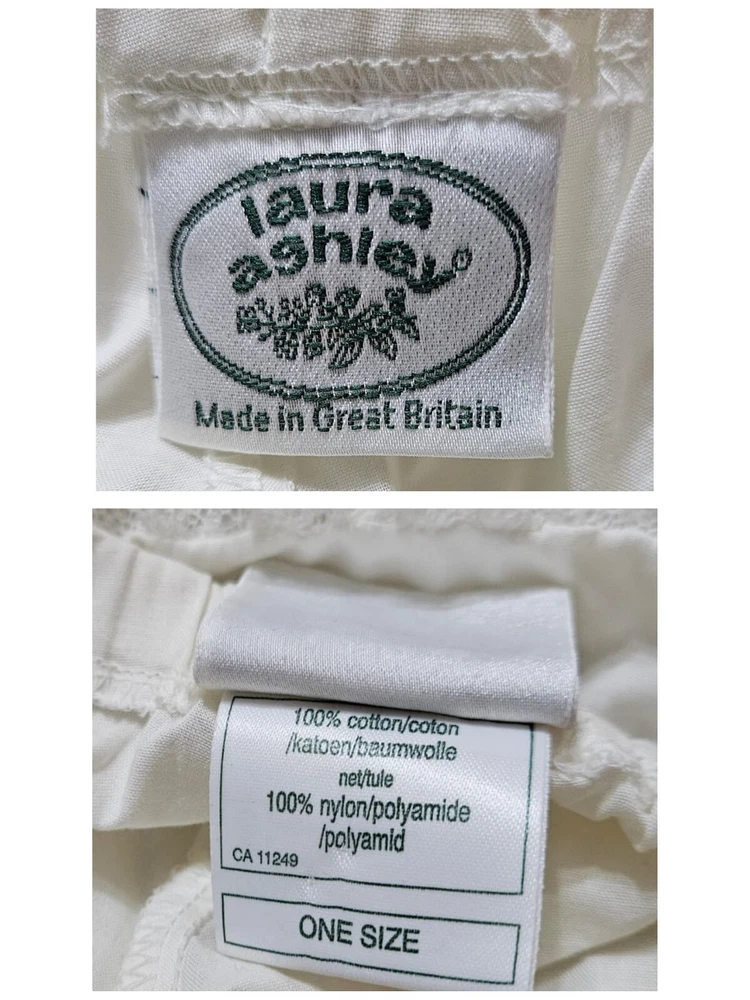 laura
ashley®
Made in Great Britain
100% cotton/coton
/katoen/baumwolle
net/tule
100% nylon/polyamide
/polyamid
CA 11249
ONE SIZE